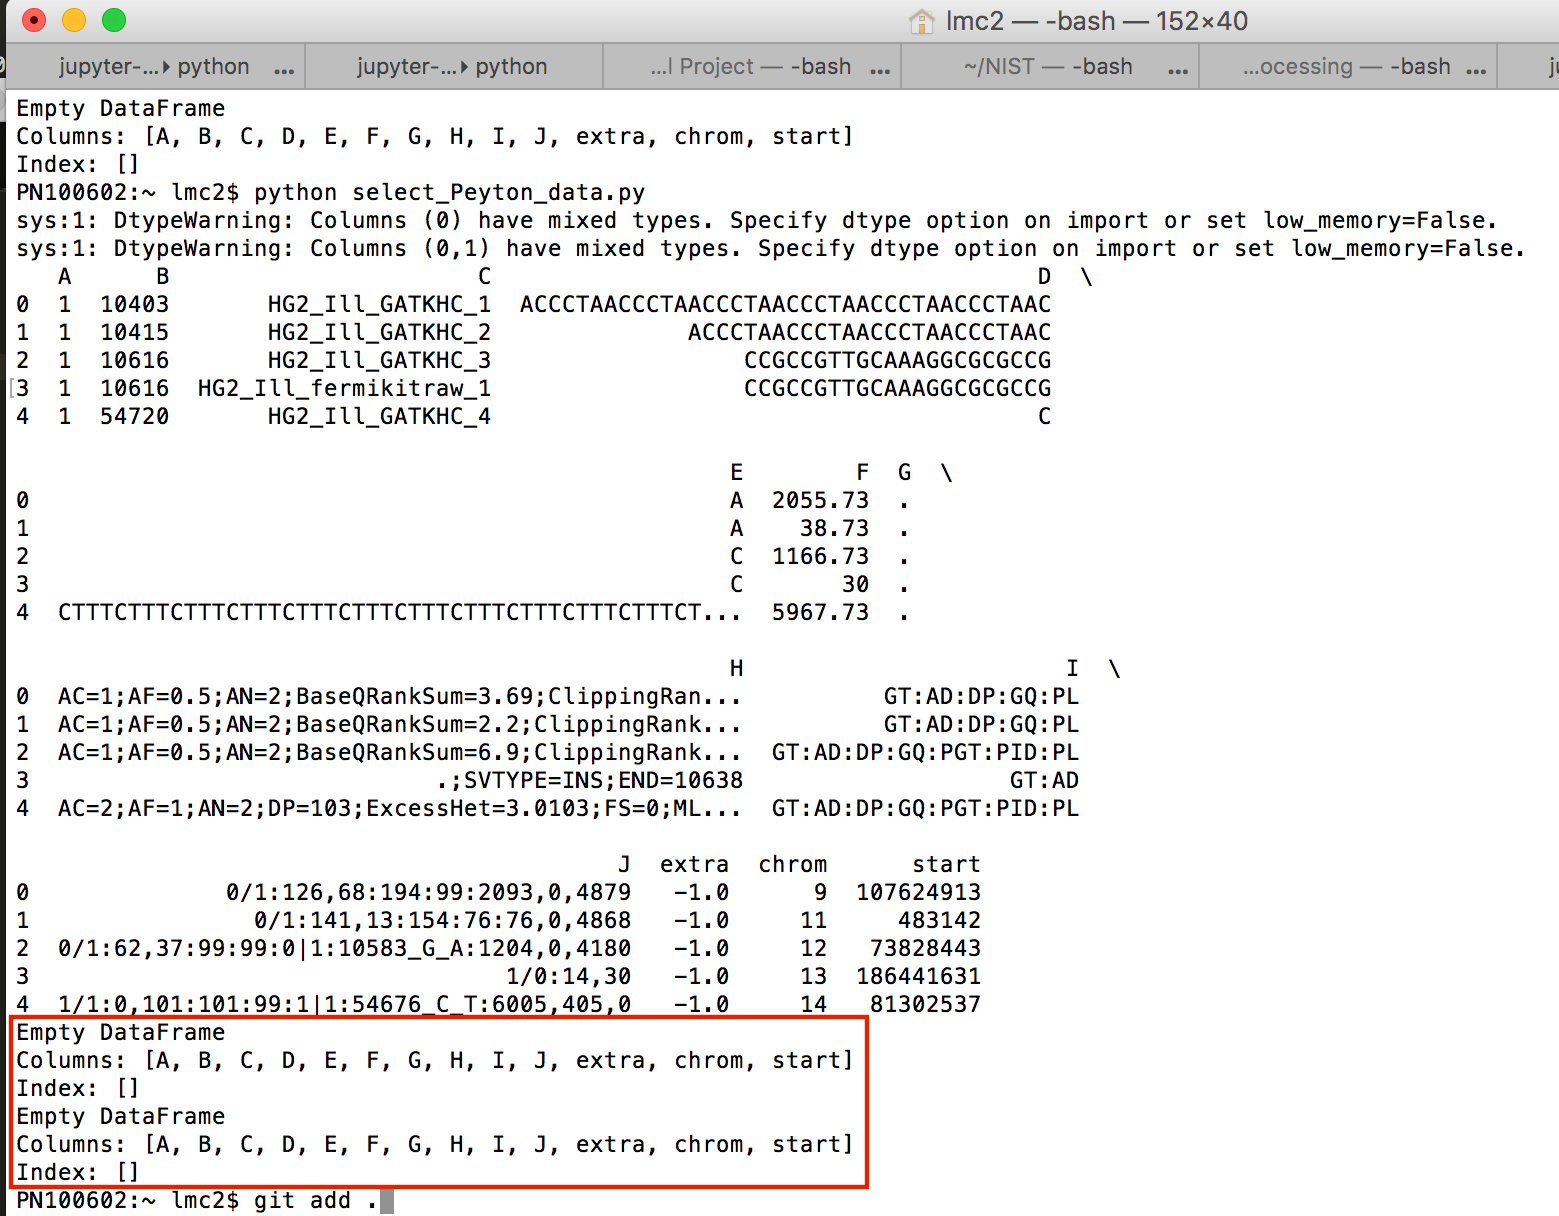 lmc2 — -bash — 152×40
jupyter-...▸ python ... jupyter-...▸ python ...l Project — -bash ... ~/NIST — -bash ... ...ocessing — -bash ...
Empty DataFrame
Columns: [A, B, C, D, E, F, G, H, I, J, extra, chrom, start]
Index: []
PN100602:~ lmc2$ python select_Peyton_data.py
sys:1: DtypeWarning: Columns (0) have mixed types. Specify dtype option on import or set low_memory=False.
sys:1: DtypeWarning: Columns (0,1) have mixed types. Specify dtype option on import or set low_memory=False.
A B C D \
0 1 10403 HG2_Ill_GATKHC_1 ACCCTAACCCTAACCCTAACCCTAACCCTAACCCTAAC
1 1 10415 HG2_Ill_GATKHC_2 ACCCTAACCCTAACCCTAACCCTAAC
2 1 10616 HG2_Ill_GATKHC_3 CCGCCGTTGCAAAGGCGCGCCG
3 1 10616 HG2_Ill_fermikitraw_1 CCGCCGTTGCAAAGGCGCGCCG
4 1 54720 HG2_Ill_GATKHC_4 C
E F G \
0 A 2055.73 .
1 A 38.73 .
2 C 1166.73 .
3 C 30 .
4 CTTTCTTTCTTTCTTTCTTTCTTTCTTTCTTTCTTTCTTTCTTTCT... 5967.73 .
H I \
0 AC=1;AF=0.5;AN=2;BaseQRankSum=3.69;ClippingRan... GT:AD:DP:GQ:PL
1 AC=1;AF=0.5;AN=2;BaseQRankSum=2.2;ClippingRank... GT:AD:DP:GQ:PL
2 AC=1;AF=0.5;AN=2;BaseQRankSum=6.9;ClippingRank... GT:AD:DP:GQ:PGT:PID:PL
3 .;SVTYPE=INS;END=10638 GT:AD
4 AC=2;AF=1;AN=2;DP=103;ExcessHet=3.0103;FS=0;ML... GT:AD:DP:GQ:PGT:PID:PL
J extra chrom start
0 0/1:126,68:194:99:2093,0,4879 -1.0 9 107624913
1 0/1:141,13:154:76:76,0,4868 -1.0 11 483142
2 0/1:62,37:99:99:0|1:10583_G_A:1204,0,4180 -1.0 12 73828443
3 1/0:14,30 -1.0 13 186441631
4 1/1:0,101:101:99:1|1:54676_C_T:6005,405,0 -1.0 14 81302537
Empty DataFrame
Columns: [A, B, C, D, E, F, G, H, I, J, extra, chrom, start]
Index: []
Empty DataFrame
Columns: [A, B, C, D, E, F, G, H, I, J, extra, chrom, start]
Index: []
PN100602:~ lmc2$ git add .